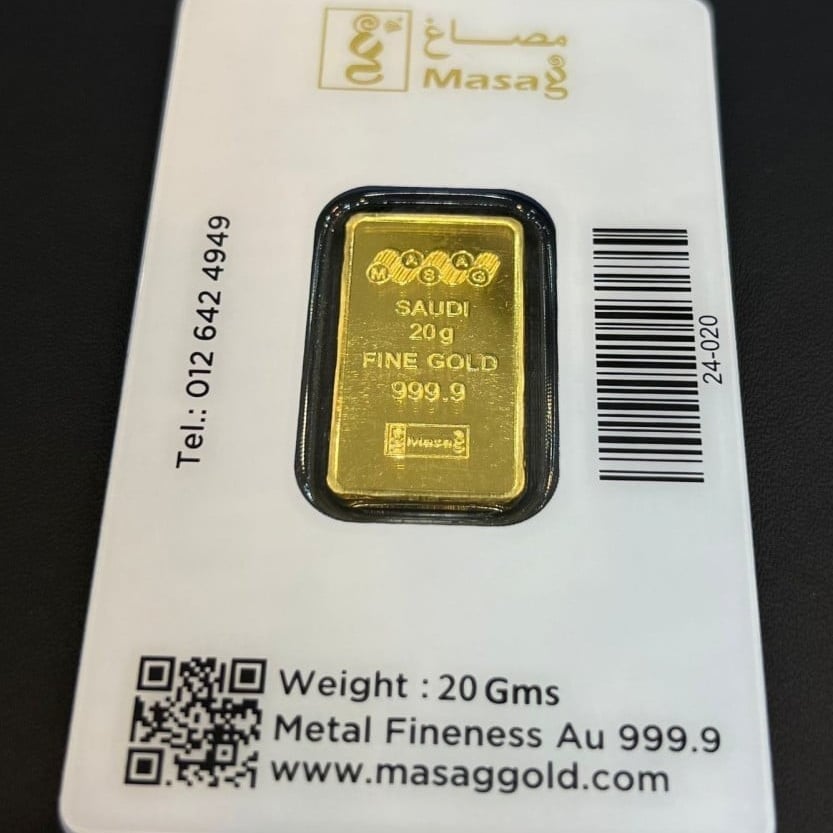 مصاغ
Masag
Tel.: 012 642 4949
MASAG
SAUDI
20g
FINE GOLD
999.9
Masag
24-020
Weight : 20 Gms
Metal Fineness Au 999.9
www.masaggold.com